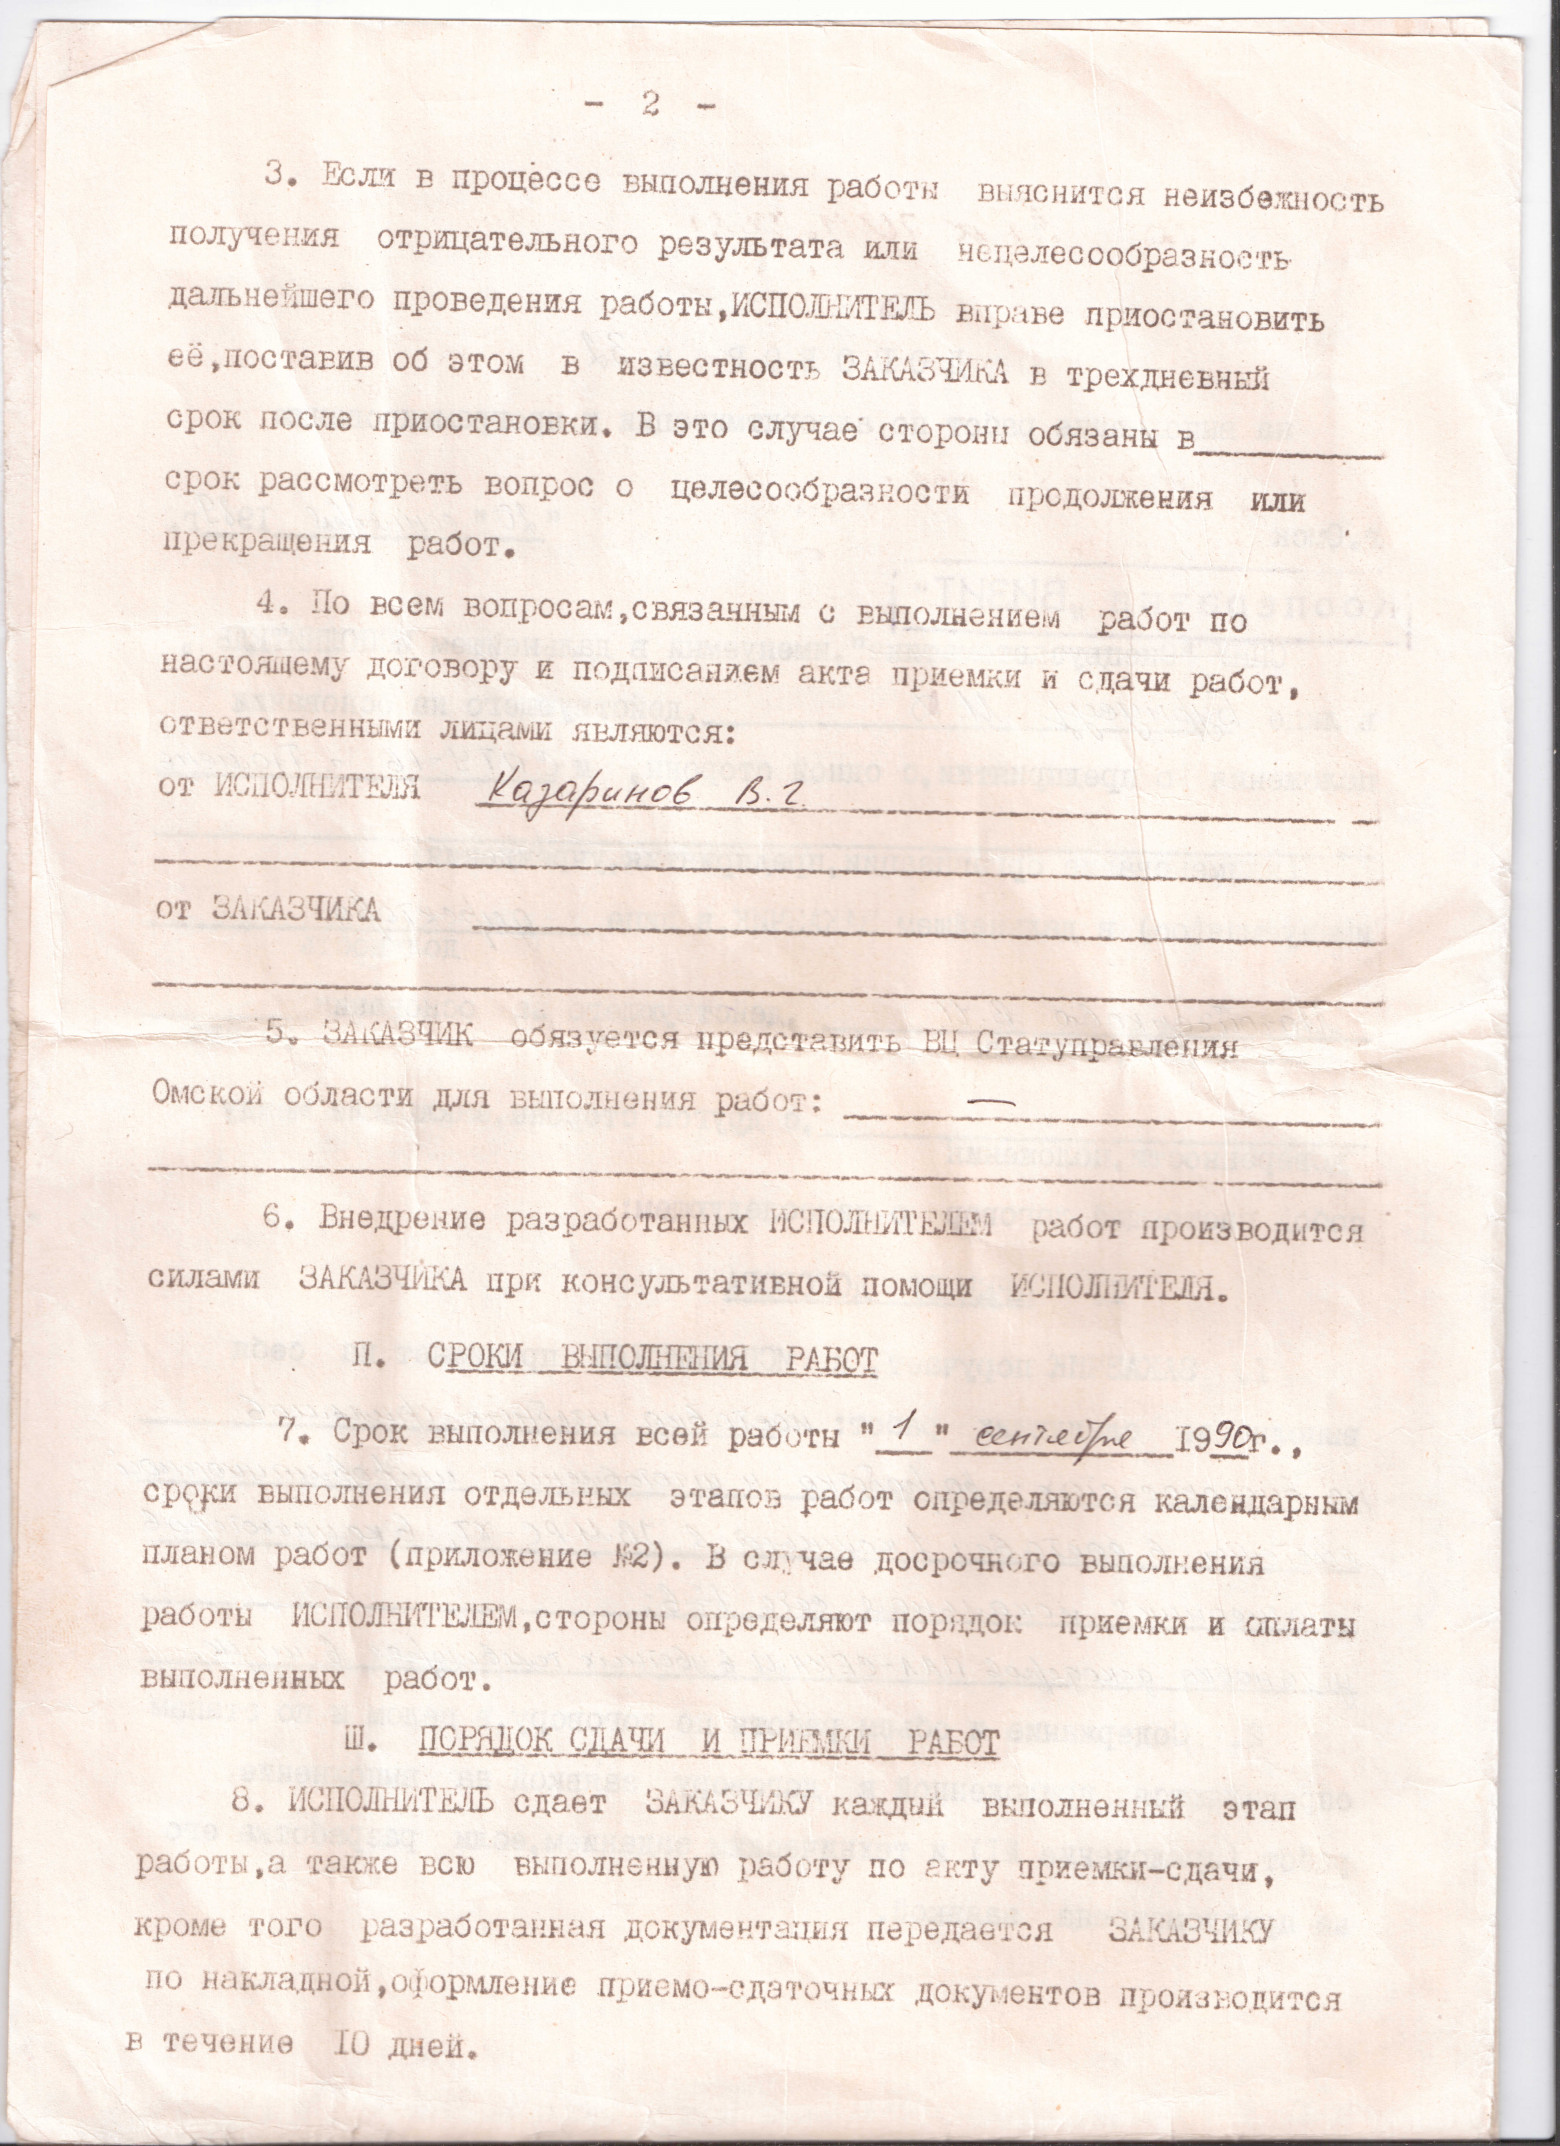 - 2 -
3. Если в процессе выполнения работы выяснится неизбежность
получения отрицательного результата или нецелесообразность
дальнейшего проведения работы,ИСПОЛНИТЕЛЬ вправе приостановить
её,поставив об этом в известность ЗАКАЗЧИКА в трехдневный
срок после приостановки. В это случае стороны обязаны в
срок рассмотреть вопрос о целесообразности продолжения или
прекращения работ.
4. По всем вопросам,связанным с выполнением работ по
настоящему договору и подписанием акта приемки и сдачи работ,
ответственными лицами являются:
от ИСПОЛНИТЕЛЯ Казаринов В.Г.
от ЗАКАЗЧИКА
5. ЗАКАЗЧИК обязуется представить ВЦ Статуправления
Омской области для выполнения работ: —
6. Внедрение разработанных ИСПОЛНИТЕЛЕМ работ производится
силами ЗАКАЗЧИКА при консультативной помощи ИСПОЛНИТЕЛЯ.
П. СРОКИ ВЫПОЛНЕНИЯ РАБОТ
7. Срок выполнения всей работы "1" сентября 1990г.,
сроки выполнения отдельных этапов работ определяются календарным
планом работ (приложение №2). В случае досрочного выполнения
работы ИСПОЛНИТЕЛЕМ,стороны определяют порядок приемки и оплаты
выполненных работ.
Ш. ПОРЯДОК СДАЧИ И ПРИЕМКИ РАБОТ
8. ИСПОЛНИТЕЛЬ сдает ЗАКАЗЧИКУ каждый выполненный этап
работы,а также всю выполненную работу по акту приемки-сдачи,
кроме того разработанная документация передается ЗАКАЗЧИКУ
по накладной,оформление приемо-сдаточных документов производится
в течение 10 дней.